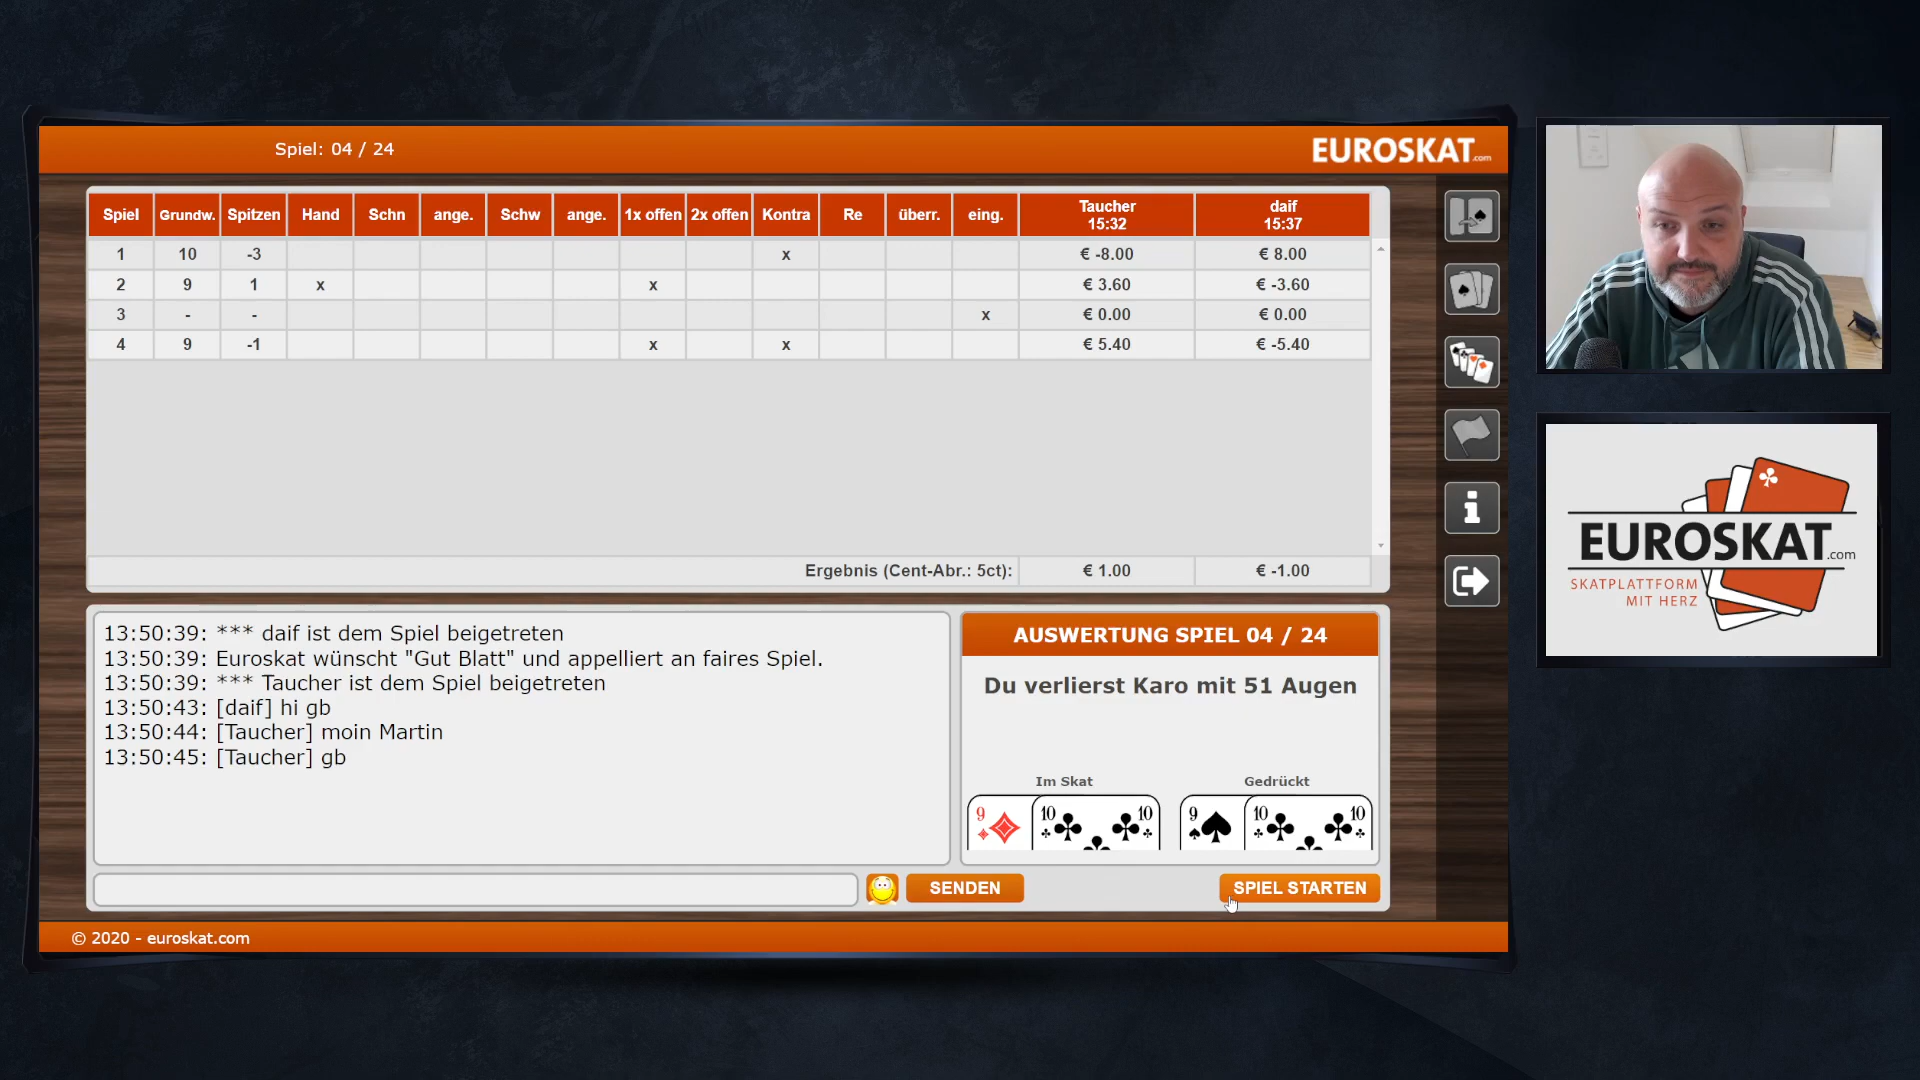 Spiel: 04 / 24
EUROSKAT.com
Spiel Grundw. Spitzen Hand Schn ange. Schw ange. 1x offen 2x offen Kontra Re überr. eing. Taucher 15:32 daif 15:37
1 10 -3 x € -8.00 € 8.00
2 9 1 x x € 3.60 € -3.60
3 - - x € 0.00 € 0.00
4 9 -1 x x € 5.40 € -5.40
Ergebnis (Cent-Abr.: 5ct): € 1.00 € -1.00
13:50:39: *** daif ist dem Spiel beigetreten
13:50:39: Euroskat wünscht "Gut Blatt" und appelliert an faires Spiel.
13:50:39: *** Taucher ist dem Spiel beigetreten
13:50:43: [daif] hi gb
13:50:44: [Taucher] moin Martin
13:50:45: [Taucher] gb
AUSWERTUNG SPIEL 04 / 24
Du verlierst Karo mit 51 Augen
Im Skat Gedrückt
9 10 10 9 10 10
SENDEN
SPIEL STARTEN
© 2020 - euroskat.com
EUROSKAT.com
SKATPLATTFORM
MIT HERZ